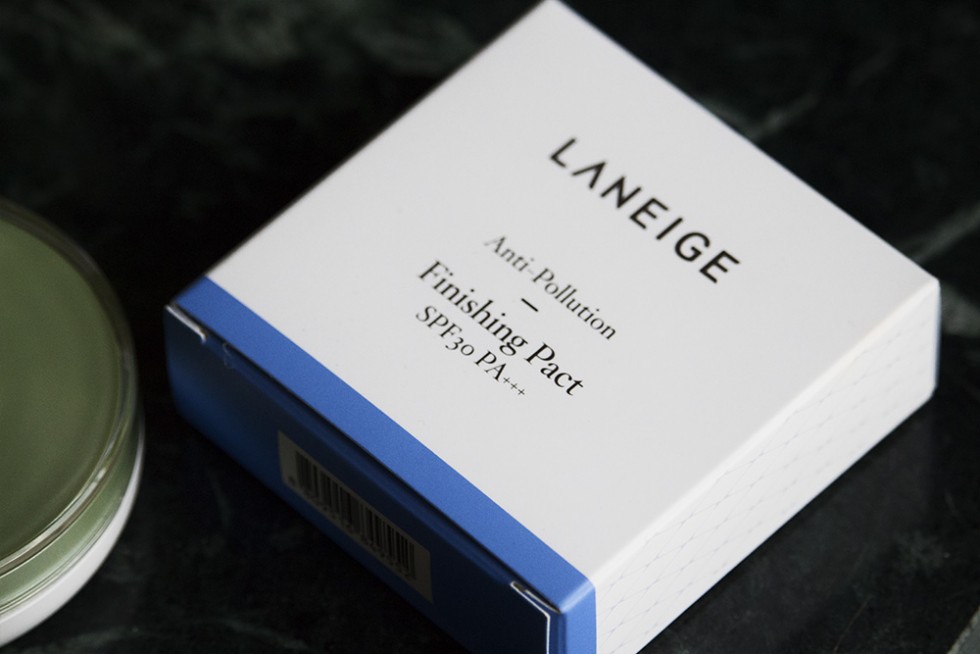 LANEIGE
Anti-Pollution
–
Finishing Pact
SPF30 PA+++